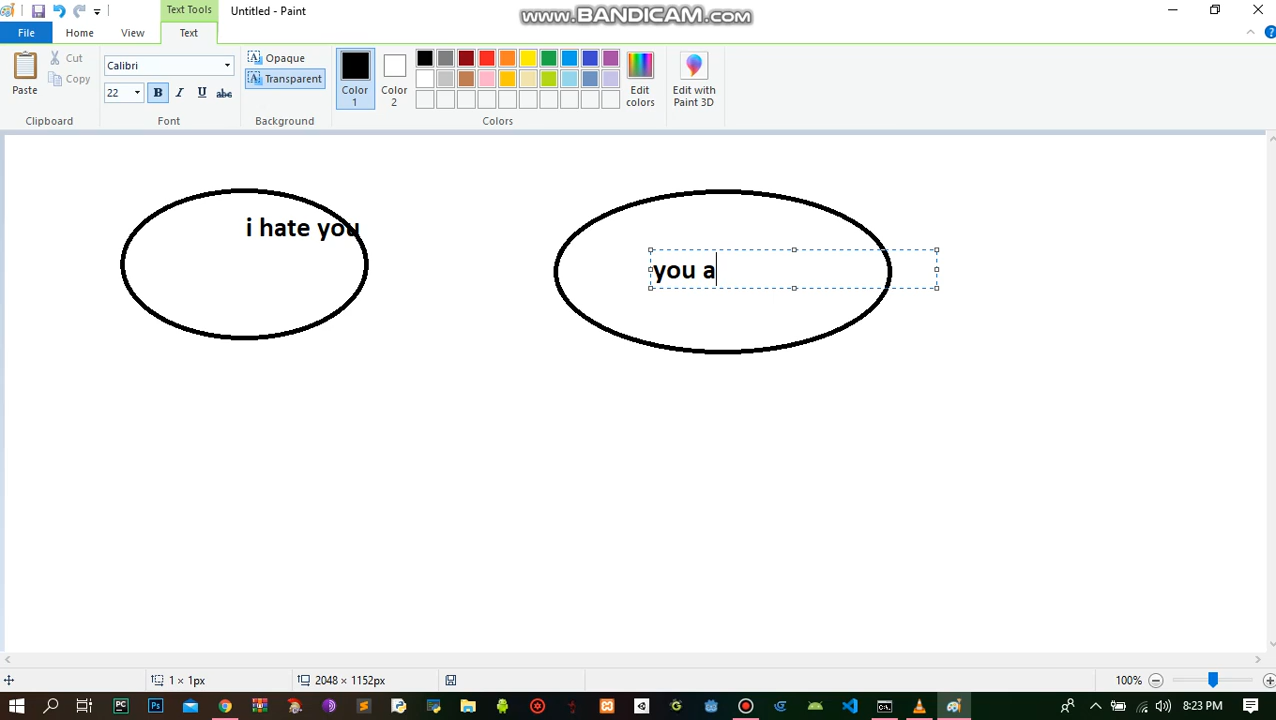 Text Tools
Untitled - Paint
www.BANDICAM.com
File
Home
View
Text
Paste
Cut
Copy
Clipboard
Calibri
22
B
I
U
abc
Font
Opaque
Transparent
Background
Color 1
Color 2
Edit colors
Colors
Edit with Paint 3D
i hate you
you a
1 × 1px
2048 × 1152px
100%
8:23 PM